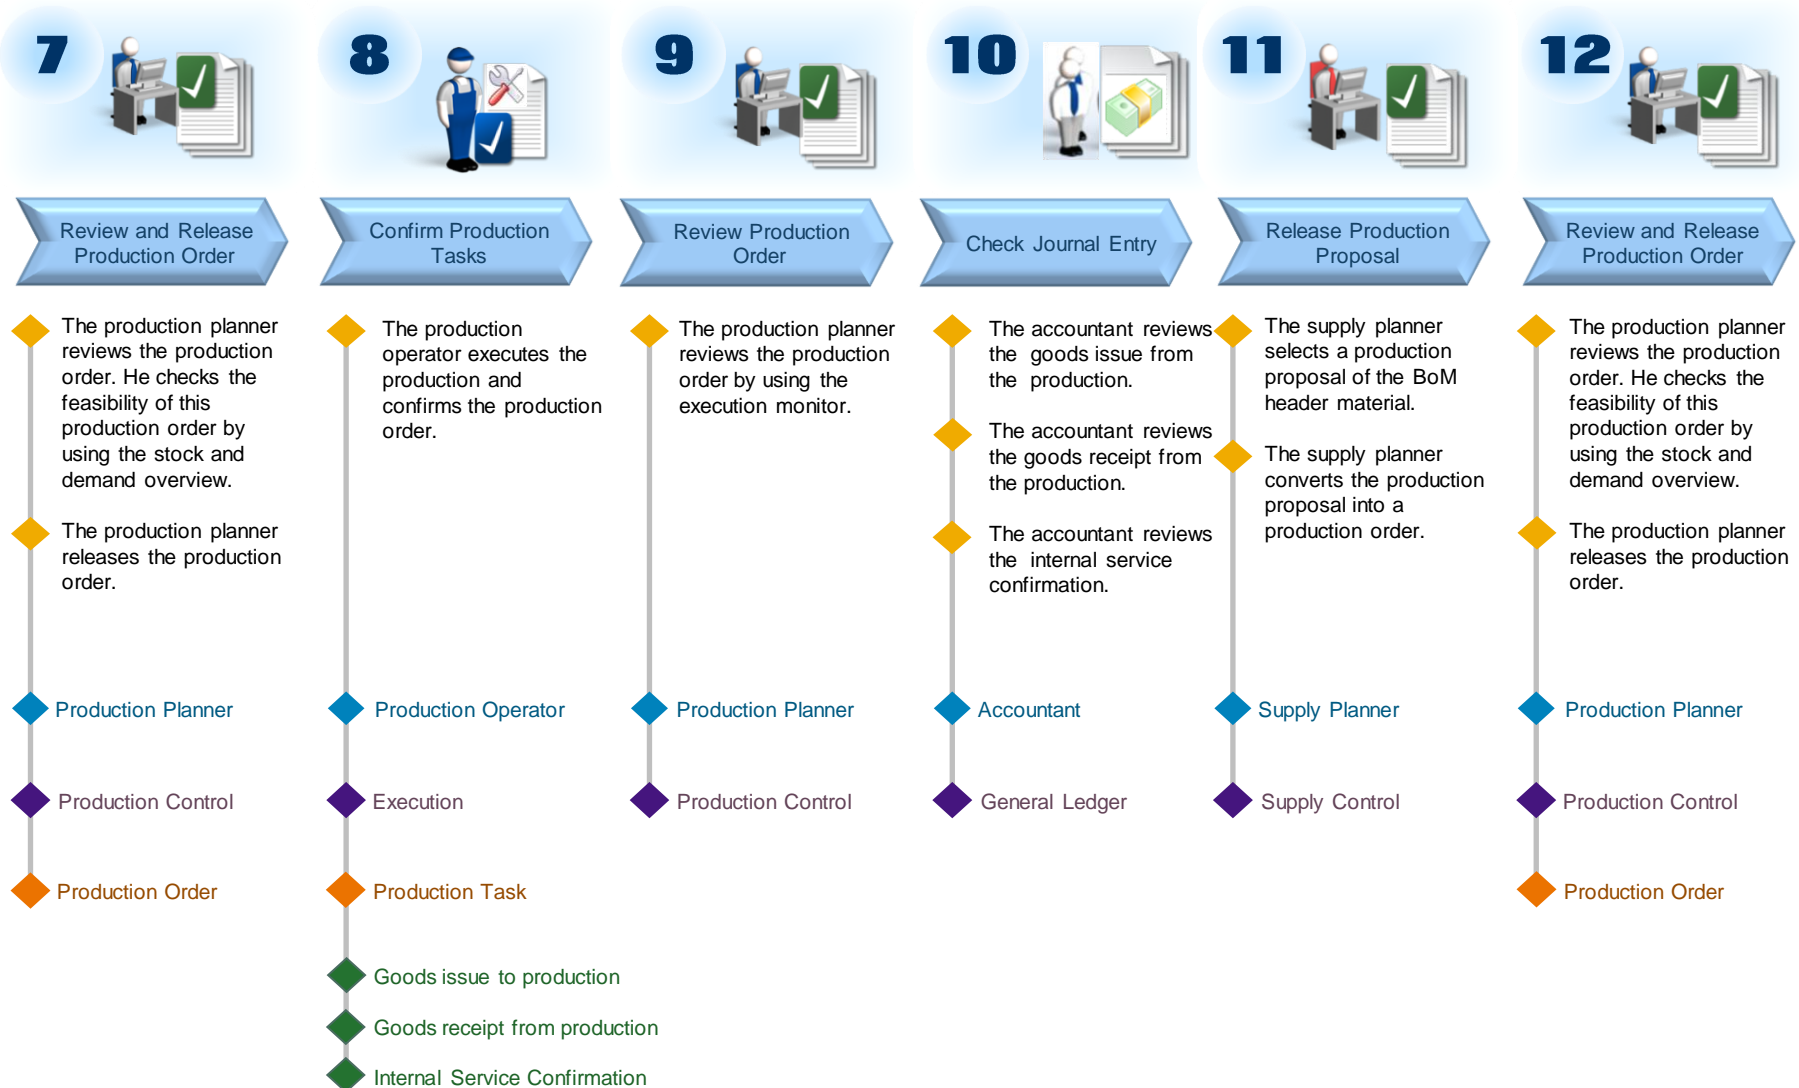 7
8
9
10
11
12
Review and Release
Production Order
Confirm Production
Tasks
Review Production
Order
Check Journal Entry
Release Production
Proposal
Review and Release
Production Order
The production planner
reviews the production
order. He checks the
feasibility of this
production order by
using the stock and
demand overview.
The production planner
releases the production
order.
Production Planner
Production Control
Production Order
The production
operator executes the
production and
confirms the production
order.
Production Operator
Execution
Production Task
Goods issue to production
Goods receipt from production
Internal Service Confirmation
The production planner
reviews the production
order by using the
execution monitor.
Production Planner
Production Control
The accountant reviews
the goods issue from
the production.
The accountant reviews
the goods receipt from
the production.
The accountant reviews
the internal service
confirmation.
Accountant
General Ledger
The supply planner
selects a production
proposal of the BoM
header material.
The supply planner
converts the production
proposal into a
production order.
Supply Planner
Supply Control
The production planner
reviews the production
order. He checks the
feasibility of this
production order by
using the stock and
demand overview.
The production planner
releases the production
order.
Production Planner
Production Control
Production Order